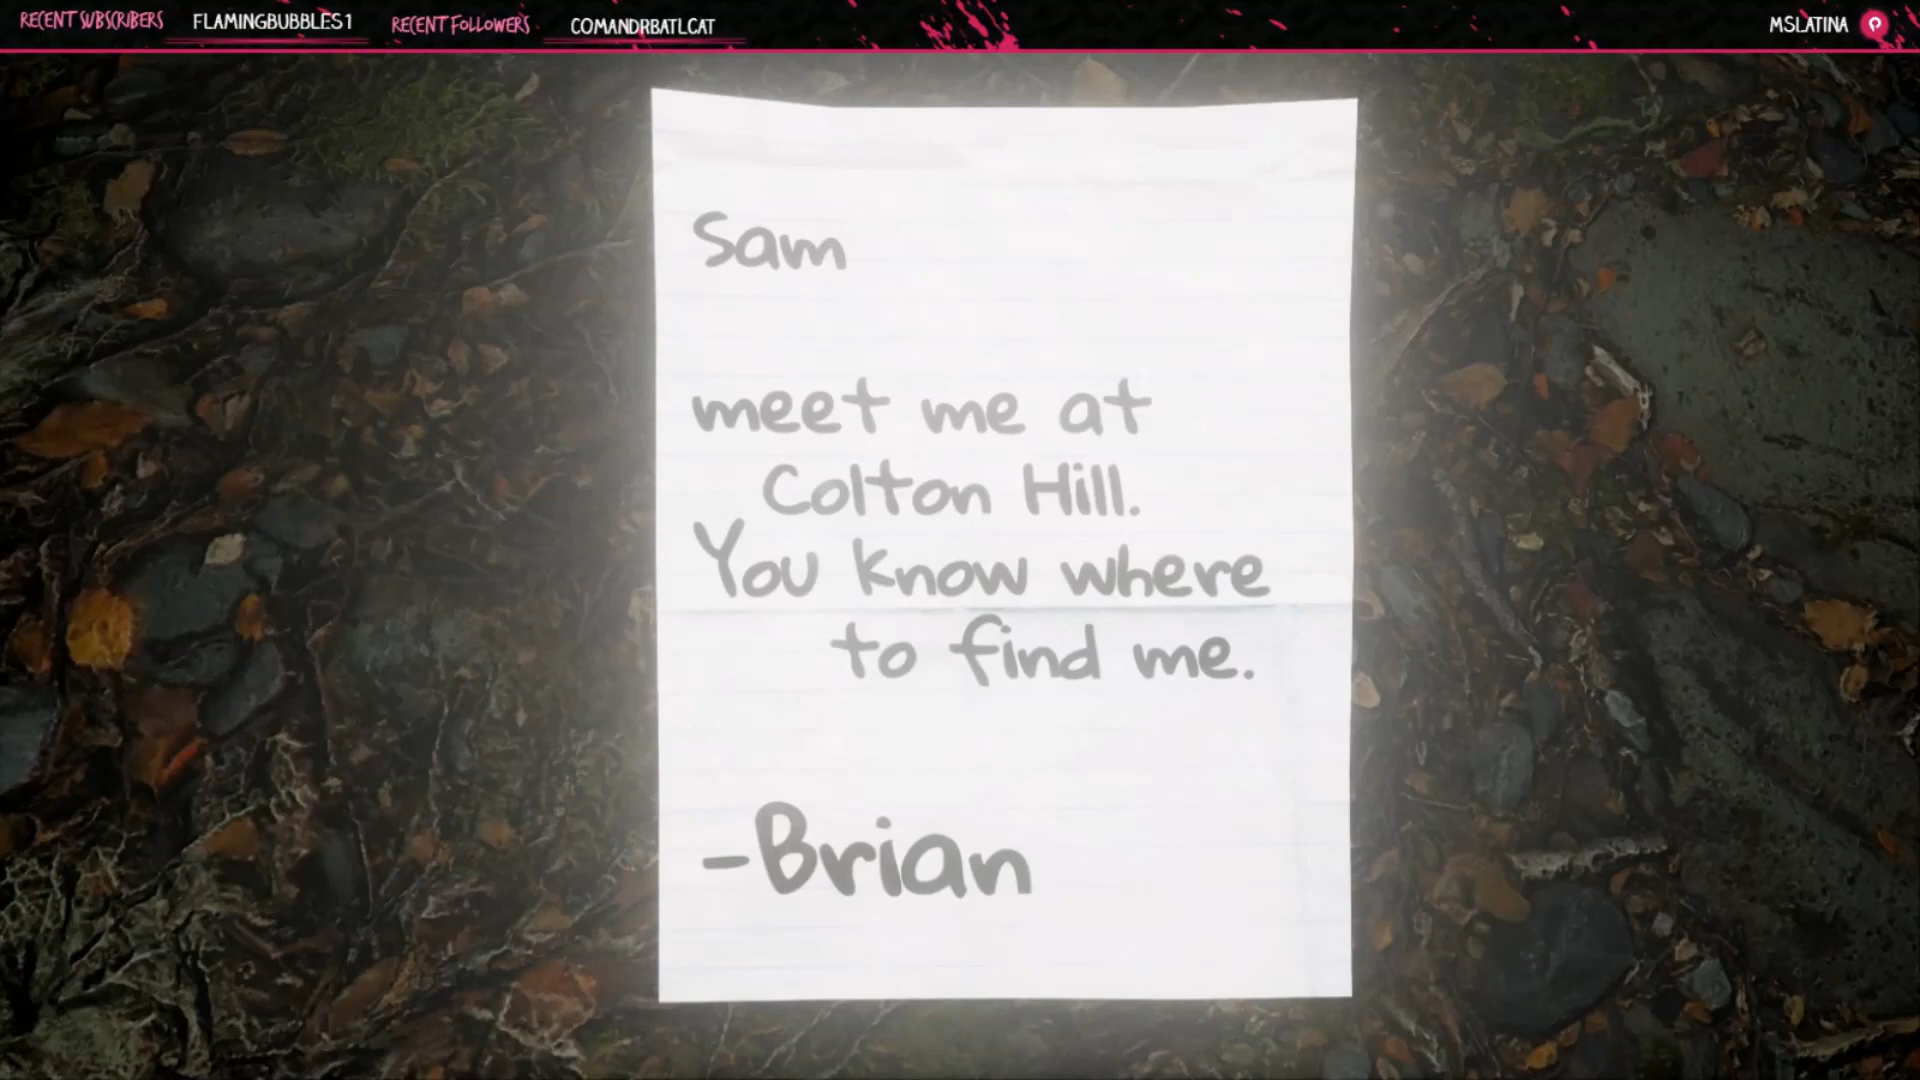 RECENT SUBSCRIBERS FLAMINGBUBBLES1 RECENT FOLLOWERS COMANDRBATLCAT MSLATINA
Sam
meet me at
Colton Hill.
You know where
to find me.
-Brian